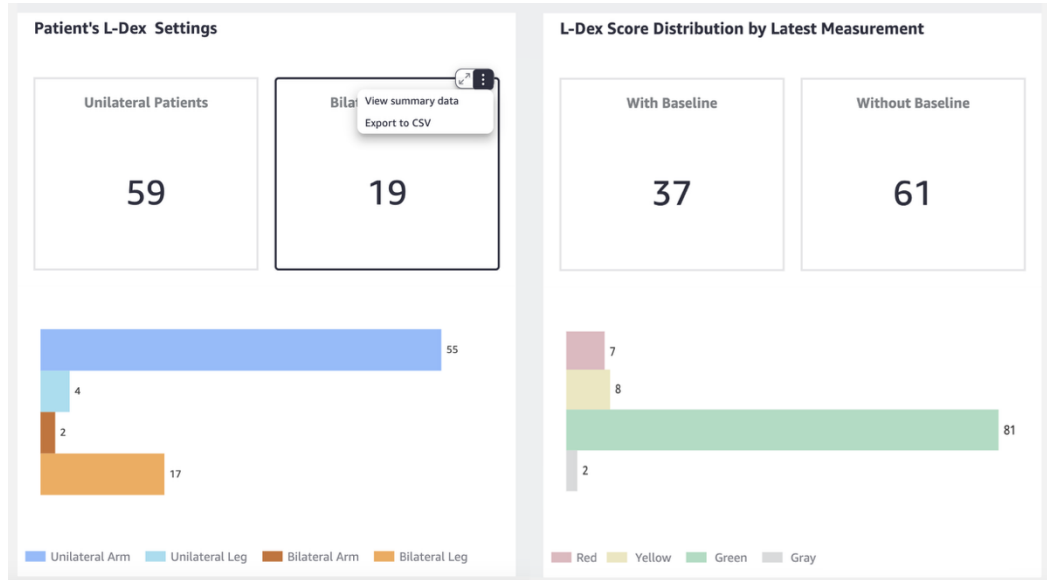 Patient's L-Dex Settings
Unilateral Patients
59
View summary data
Export to CSV
19
55
4
2
17
Unilateral Arm
Unilateral Leg
Bilateral Arm
Bilateral Leg
L-Dex Score Distribution by Latest Measurement
With Baseline
37
Without Baseline
61
7
8
81
2
Red
Yellow
Green
Gray